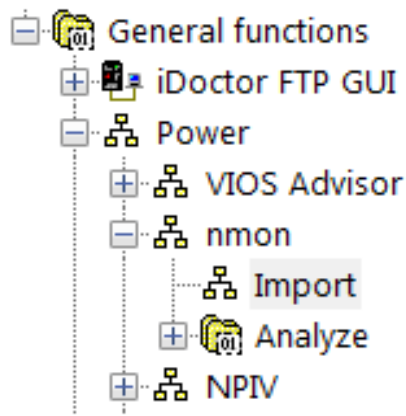 General functions
iDoctor FTP GUI
Power
VIOS Advisor
nmon
Import
Analyze
NPIV